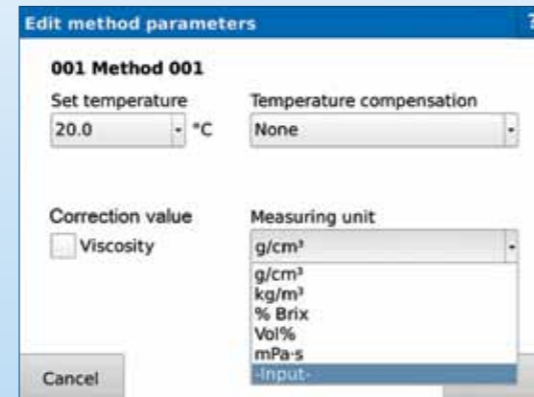 Edit method parameters ?
001 Method 001
Set temperature Temperature compensation
20.0 °C None
Correction value Measuring unit
Viscosity g/cm³
g/cm³
kg/m³
% Brix
Vol%
mPa·s
-Input-
Cancel